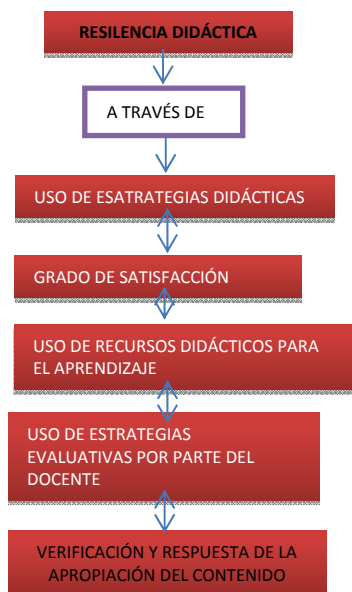 RESILENCIA DIDÁCTICA
A TRAVÉS DE
USO DE ESATRATEGIAS DIDÁCTICAS
GRADO DE SATISFACCIÓN
USO DE RECURSOS DIDÁCTICOS PARA
EL APRENDIZAJE
USO DE ESTRATEGIAS
EVALUATIVAS POR PARTE DEL
DOCENTE
VERIFICACIÓN Y RESPUESTA DE LA
APROPIACIÓN DEL CONTENIDO